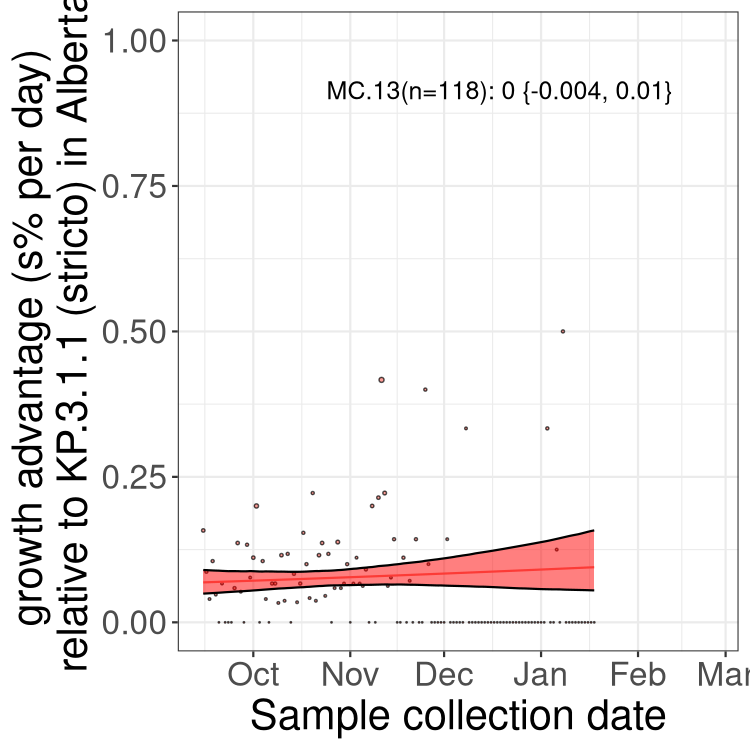 growth advantage (s% per day)
relative to KP.3.1.1 (stricto) in Alberta
1.00
0.75
0.50
0.25
0.00
MC.13(n=118): 0 {-0.004, 0.01}
Oct Nov Dec Jan Feb Mar
Sample collection date